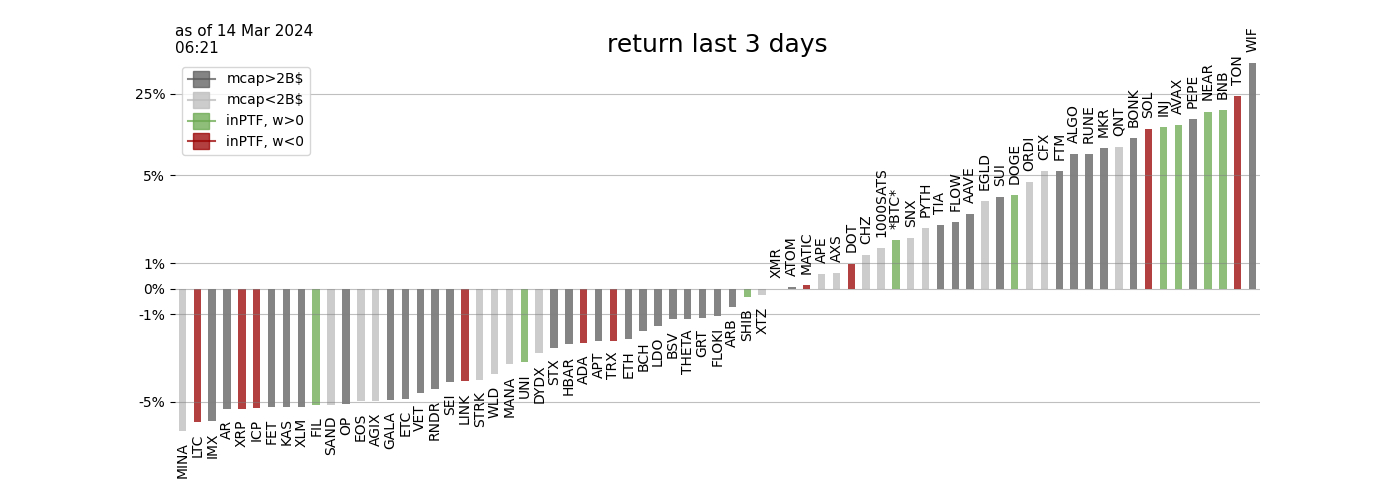 as of 14 Mar 2024
06:21
return last 3 days
mcap>2B$
mcap<2B$
inPTF, w>0
inPTF, w<0
25%
5%
1%
0%
-1%
-5%
MINA
LTC
IMX
AR
XRP
ICP
FET
KAS
XLM
FIL
SAND
OP
EOS
AGIX
GALA
ETC
VET
RNDR
SEI
LINK
STRK
WLD
MANA
UNI
DYDX
STX
HBAR
ADA
APT
TRX
ETH
BCH
LDO
BSV
THETA
GRT
FLOKI
ARB
SHIB
XTZ
XMR
ATOM
MATIC
APE
AXS
DOT
CHZ
1000SATS
*BTC*
SNX
PYTH
TIA
FLOW
AAVE
EGLD
SUI
DOGE
ORDI
CFX
FTM
ALGO
RUNE
MKR
QNT
BONK
SOL
INJ
AVAX
PEPE
NEAR
BNB
TON
WIF